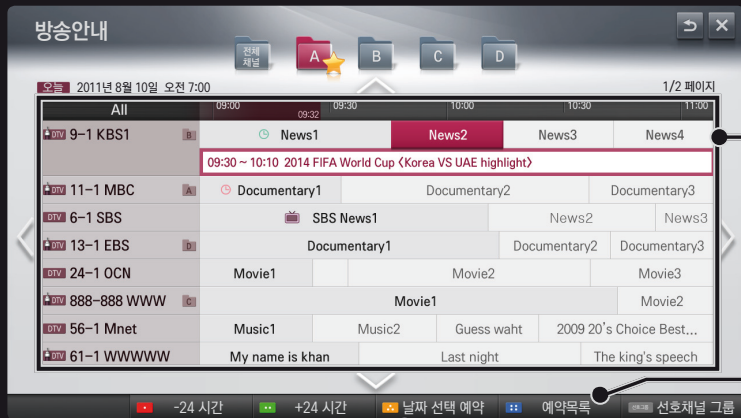 방송안내
전체 채널 A B C D
오늘 2011년 8월 10일 오전 7:00 1/2 페이지
All 09:00 09:32 09:30 10:00 10:30 11:00
DTV 9-1 KBS1 B News1 News2 News3 News4
09:30 ~ 10:10 2014 FIFA World Cup <Korea VS UAE highlight>
DTV 11-1 MBC A Documentary1 Documentary2 Documentary3
DTV 6-1 SBS SBS News1 News2 News3
DTV 13-1 EBS D Documentary1 Documentary2 Documentary3
DTV 24-1 OCN Movie1 Movie2 Movie3
DTV 888-888 WWW C Movie1 Movie2
DTV 56-1 Mnet Music1 Music2 Guess waht 2009 20's Choice Best...
DTV 61-1 WWWWW My name is khan Last night The king's speech
-24 시간 +24 시간 날짜 선택 예약 예약목록 선호채널 그룹